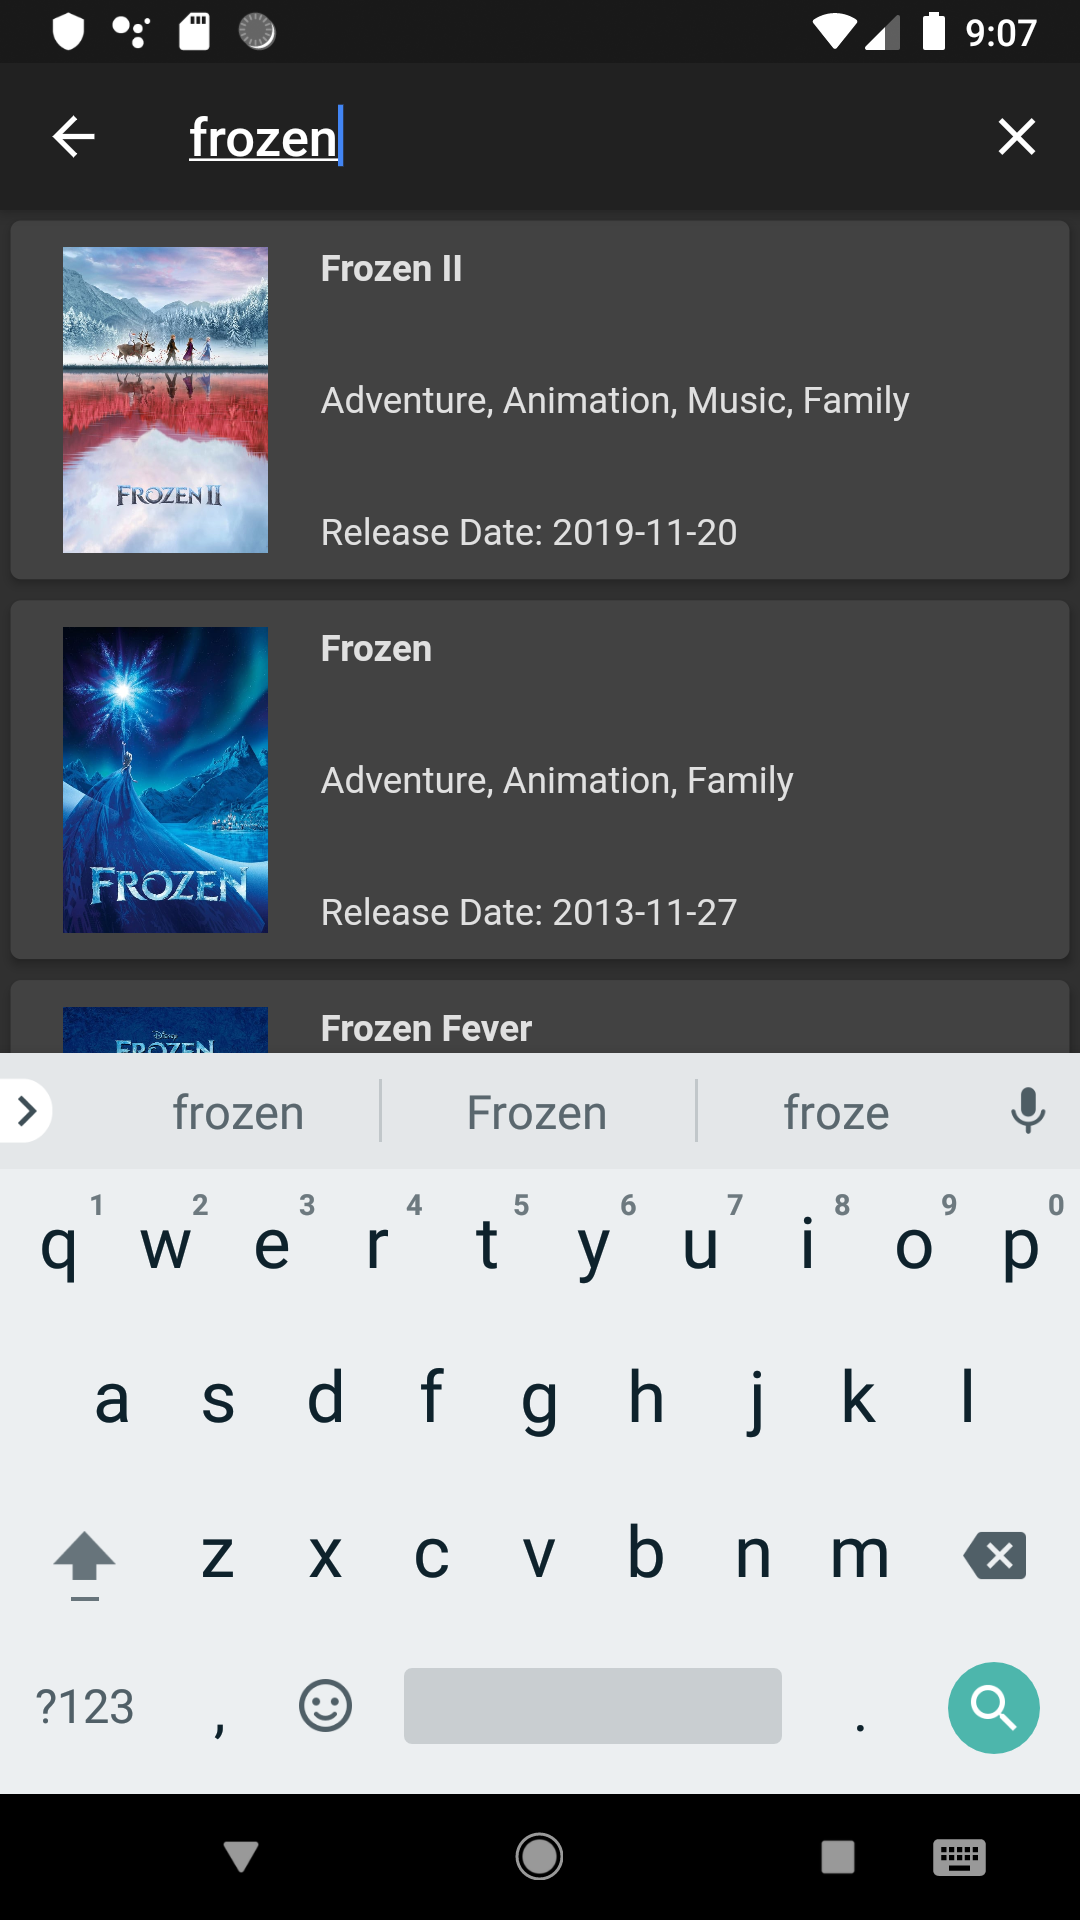 9:07
frozen
Frozen II
Adventure, Animation, Music, Family
Release Date: 2019-11-20
FROZEN II
Frozen
Adventure, Animation, Family
Release Date: 2013-11-27
FROZEN
Frozen Fever
Disney
FROZEN
frozen Frozen froze
1 2 3 4 5 6 7 8 9 0
q w e r t y u i o p
a s d f g h j k l
z x c v b n m
?123 , .